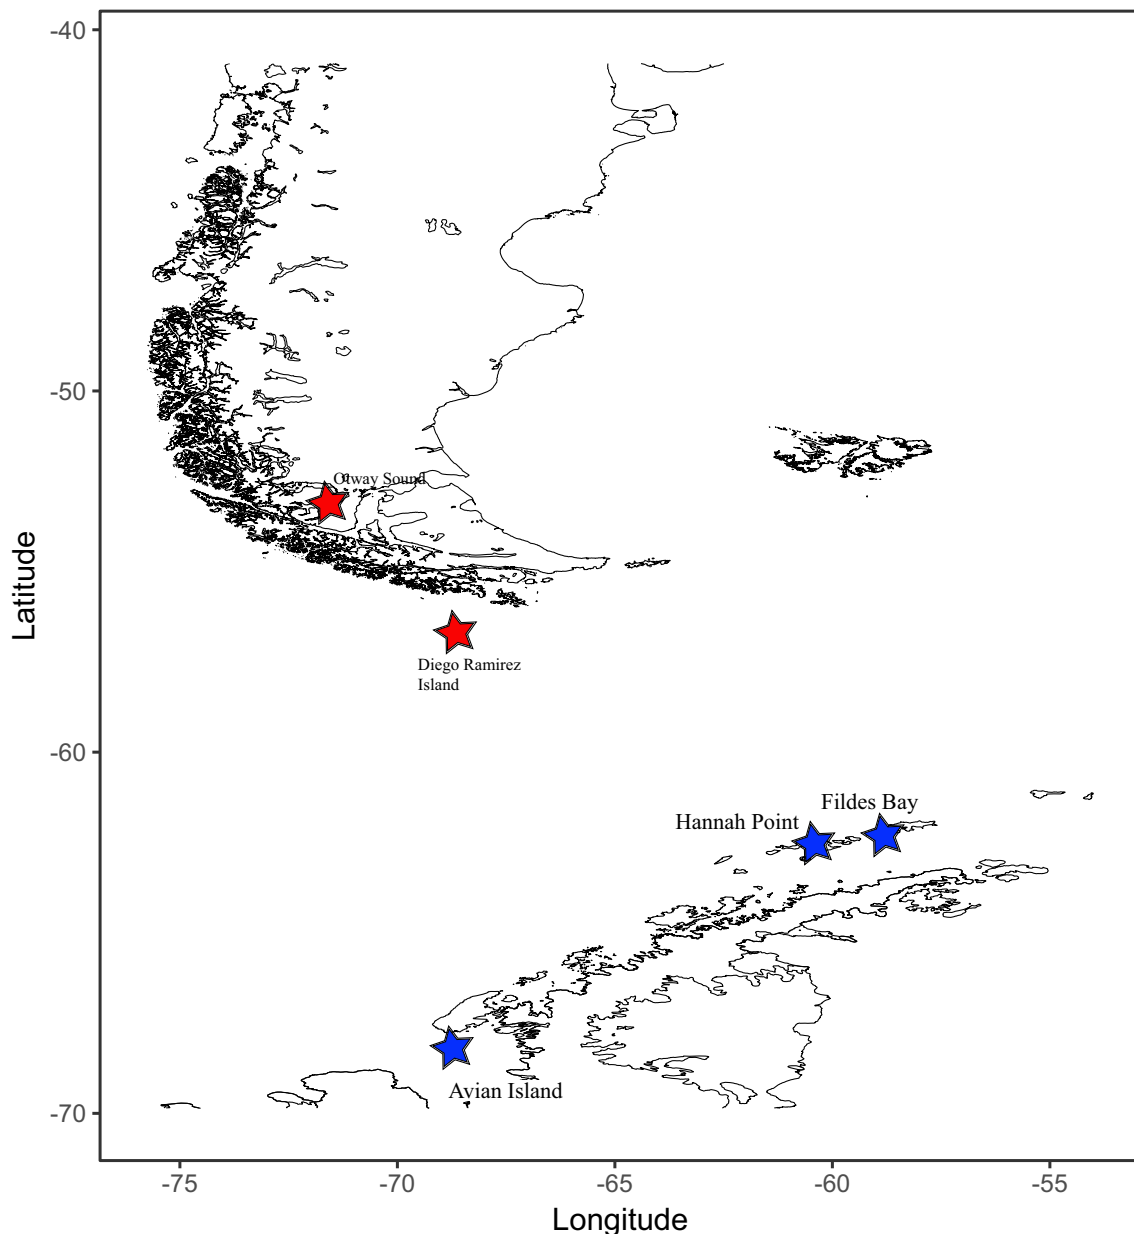 -40
-50
Otway Sound
Latitude
Diego Ramirez
Island
-60
Fildes Bay
Hannah Point
Avian Island
-70
-75
-70
-65
-60
-55
Longitude